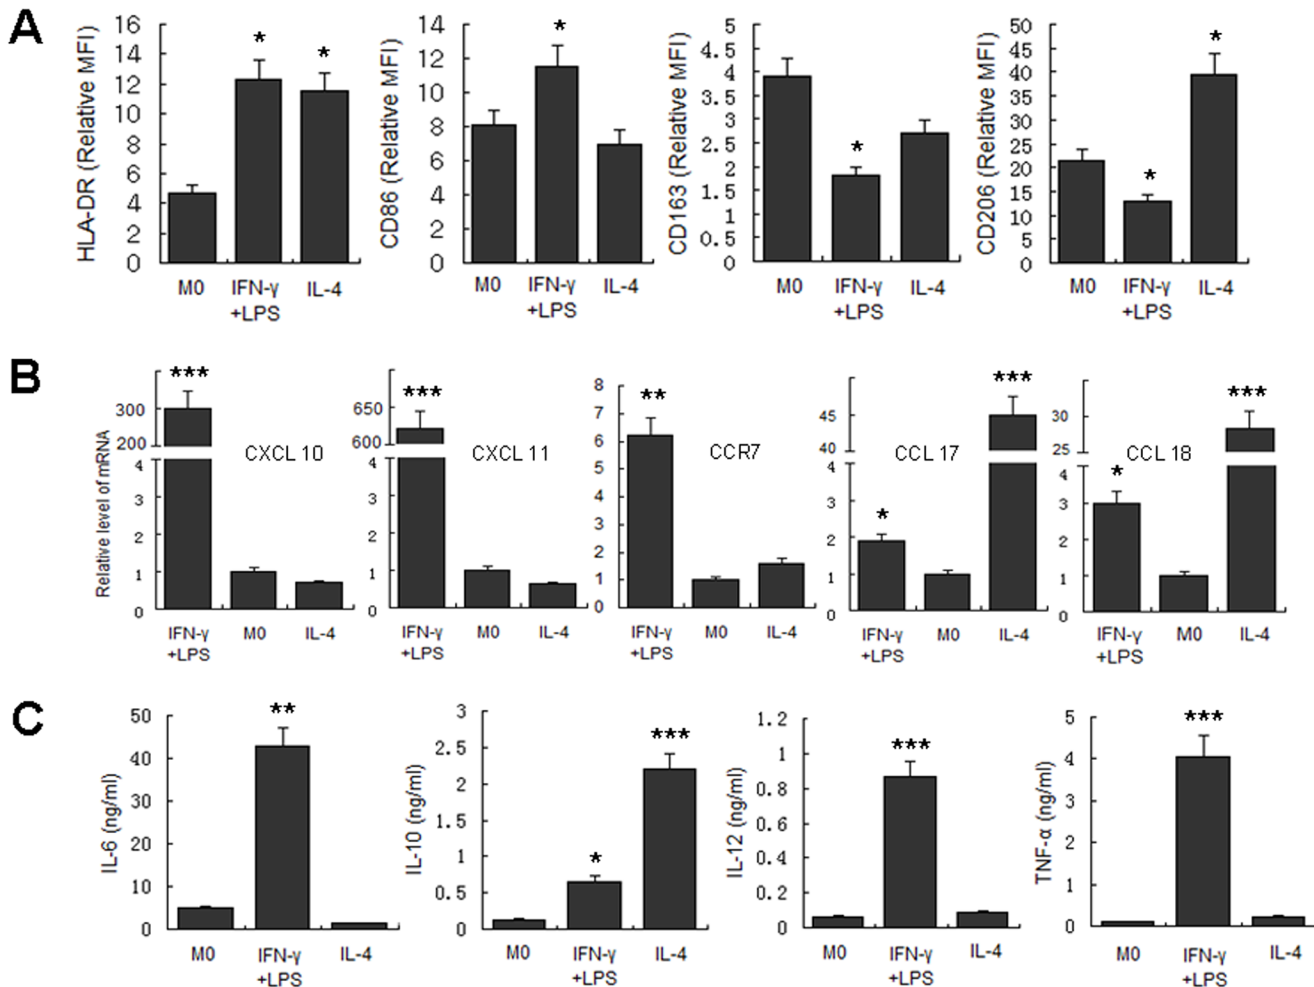 A
HLA-DR (Relative MFI)
16
14
12
10
8
6
4
2
0
*
*
M0
IFN-γ
+LPS
IL-4
CD86 (Relative MFI)
14
12
10
8
6
4
2
0
*
M0
IFN-γ
+LPS
IL-4
CD163 (Relative MFI)
5
4.5
4
3.5
3
2.5
2
1.5
1
0.5
0
*
M0
IFN-γ
+LPS
IL-4
CD206 (Relative MFI)
50
45
40
35
30
25
20
15
10
5
0
*
*
M0
IFN-γ
+LPS
IL-4
B
Relative level of mRNA
300
200
4
3
2
1
0
***
CXCL 10
IFN-γ
+LPS
M0
IL-4
650
600
4
3
2
1
0
***
CXCL 11
IFN-γ
+LPS
M0
IL-4
8
7
6
5
4
3
2
1
0
**
CCR7
IFN-γ
+LPS
M0
IL-4
45
40
4
3
2
1
0
*
***
CCL 17
IFN-γ
+LPS
M0
IL-4
30
25
4
3
2
1
0
*
***
CCL 18
IFN-γ
+LPS
M0
IL-4
C
IL-6 (ng/ml)
50
40
30
20
10
0
**
M0
IFN-γ
+LPS
IL-4
IL-10 (ng/ml)
3
2.5
2
1.5
1
0.5
0
*
***
M0
IFN-γ
+LPS
IL-4
IL-12 (ng/ml)
1.2
1
0.8
0.6
0.4
0.2
0
***
M0
IFN-γ
+LPS
IL-4
TNF-α (ng/ml)
5
4
3
2
1
0
***
M0
IFN-γ
+LPS
IL-4